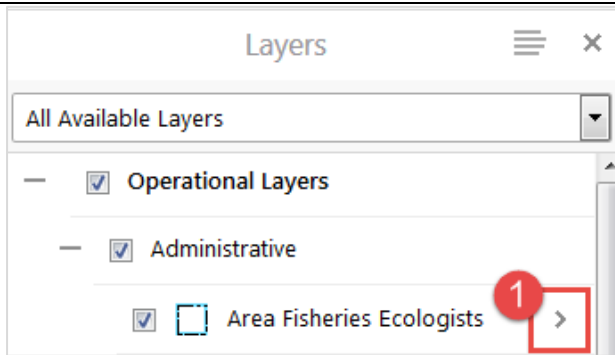 Layers
All Available Layers
Operational Layers
Administrative
1
Area Fisheries Ecologists